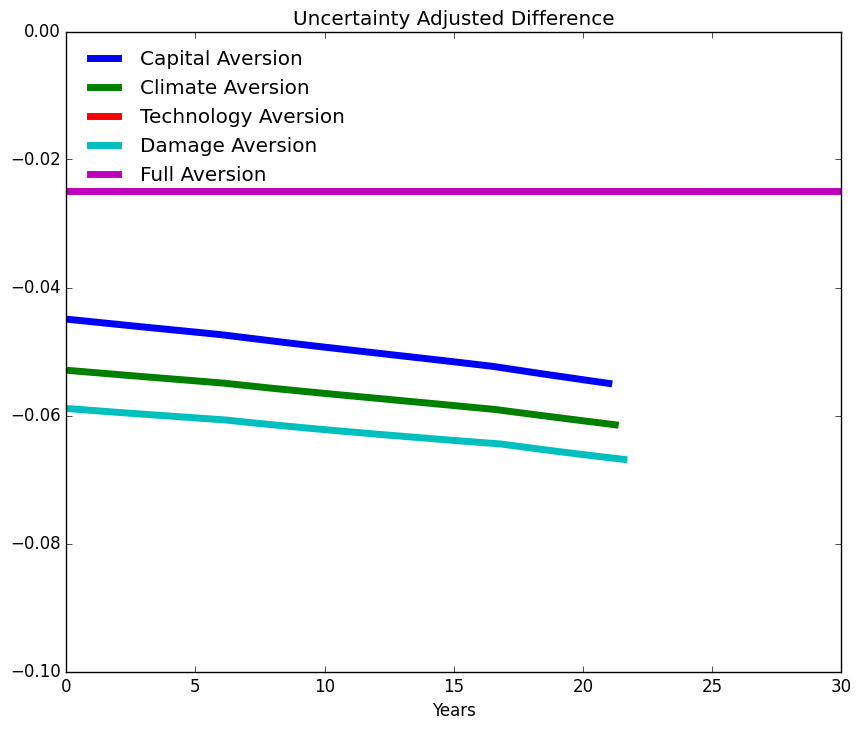 Uncertainty Adjusted Difference
0.00
Capital Aversion
Climate Aversion
Technology Aversion
Damage Aversion
Full Aversion
−0.02
−0.04
−0.06
−0.08
−0.10
0 5 10 15 20 25 30
Years